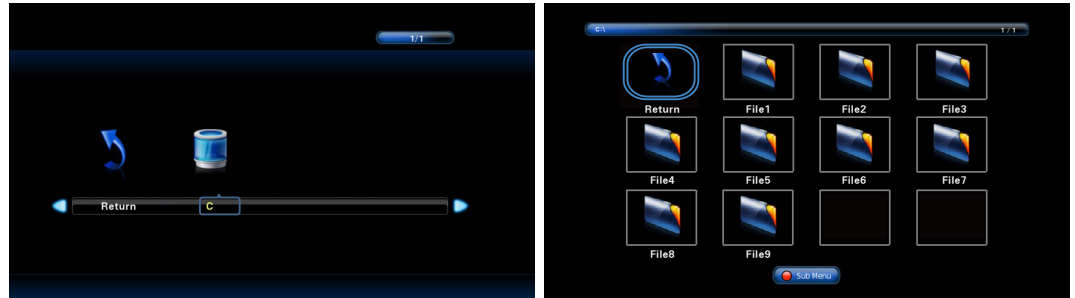 1/1
Return C
C:\ 1 / 1
Return File1 File2 File3
File4 File5 File6 File7
File8 File9
Sub Menu